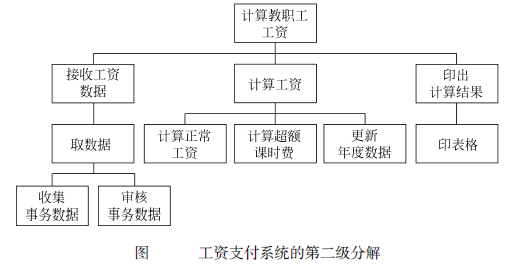 计算教职工
工资
接收工资
数据
计算工资
印出
计算结果
取数据
计算正常
工资
计算超额
课时费
更新
年度数据
印表格
收集
事务数据
审核
事务数据
图 工资支付系统的第二级分解